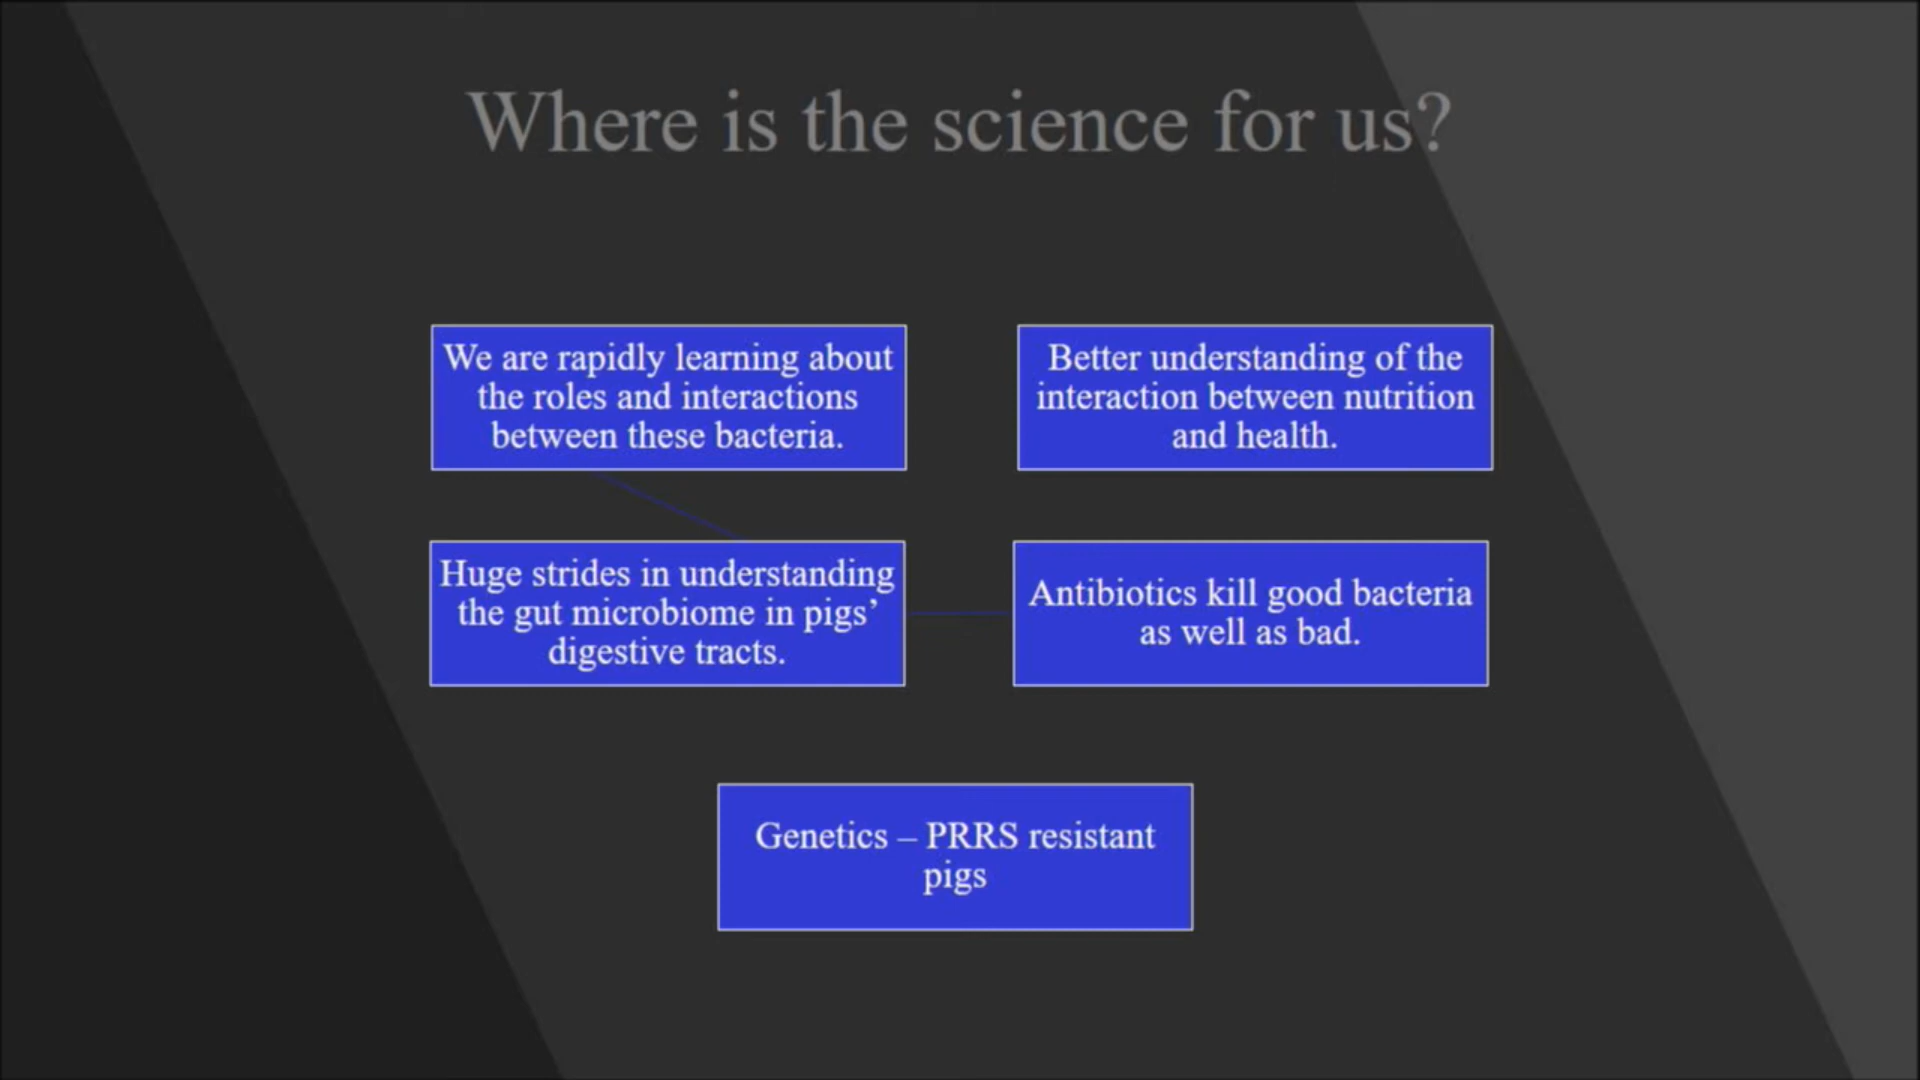 Where is the science for us?
We are rapidly learning about
the roles and interactions
between these bacteria.
Better understanding of the
interaction between nutrition
and health.
Huge strides in understanding
the gut microbiome in pigs’
digestive tracts.
Antibiotics kill good bacteria
as well as bad.
Genetics – PRRS resistant
pigs